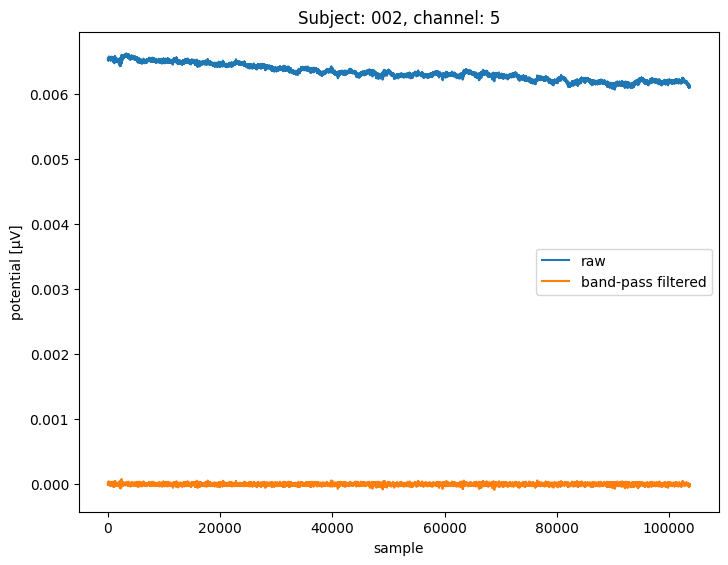 Subject: 002, channel: 5
potential [µV]
0.006
0.005
0.004
0.003
0.002
0.001
0.000
raw
band-pass filtered
0
20000
40000
60000
80000
100000
sample